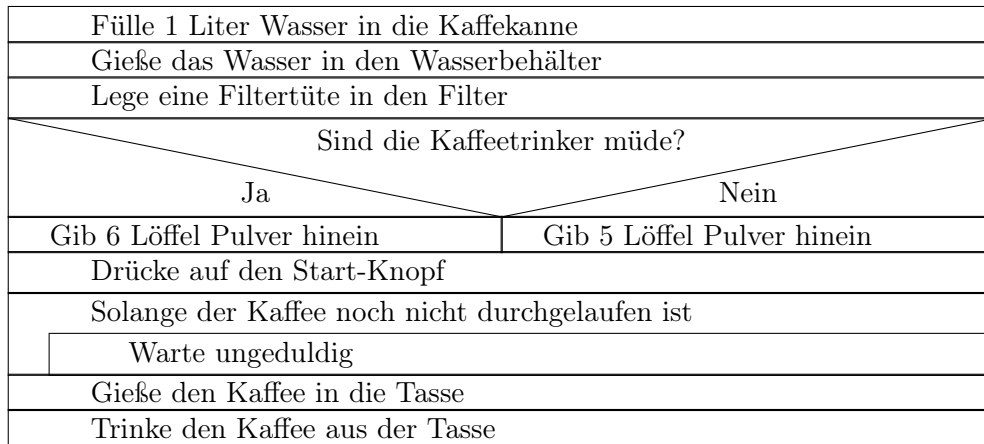 Fülle 1 Liter Wasser in die Kaffekanne
Gieße das Wasser in den Wasserbehälter
Lege eine Filtertüte in den Filter
Sind die Kaffeetrinker müde?
Ja Nein
Gib 6 Löffel Pulver hinein Gib 5 Löffel Pulver hinein
Drücke auf den Start-Knopf
Solange der Kaffee noch nicht durchgelaufen ist
Warte ungeduldig
Gieße den Kaffee in die Tasse
Trinke den Kaffee aus der Tasse